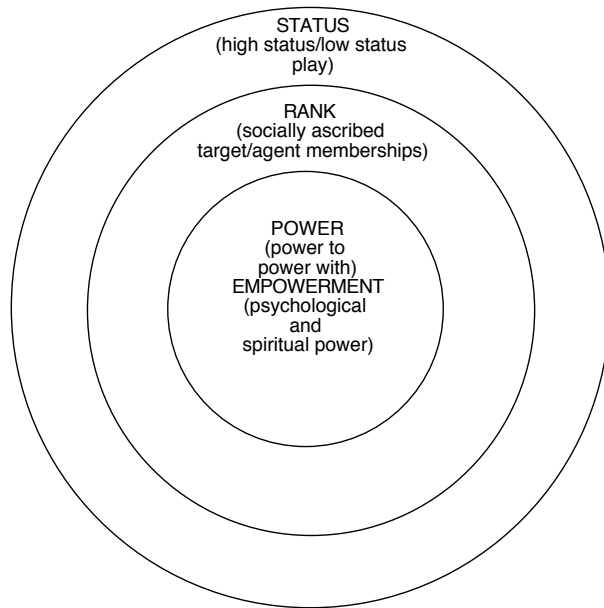 STATUS
(high status/low status
play)
RANK
(socially ascribed
target/agent memberships)
POWER
(power to
power with)
EMPOWERMENT
(psychological
and
spiritual power)